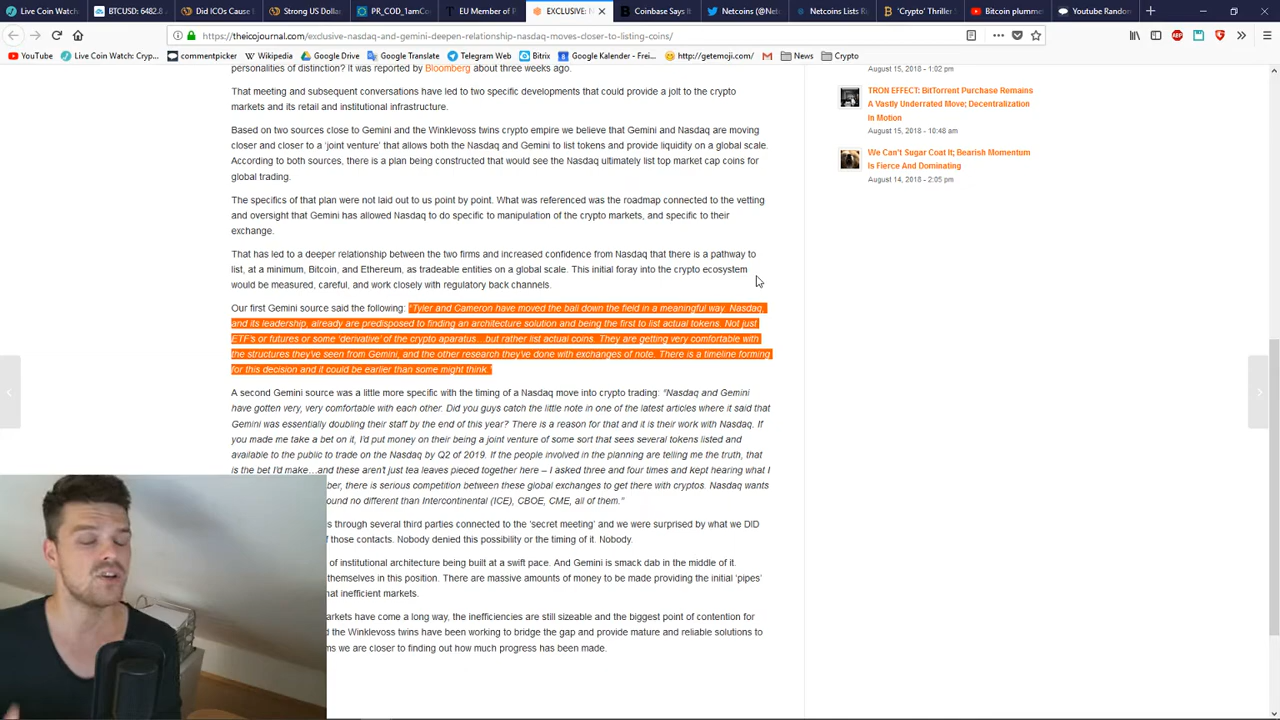 Live Coin Watch:
BTCUSD: 6482.8
Did ICOs Cause
Strong US Dollar
PR_COD_1amCo
EU Member of
EXCLUSIVE: N
Coinbase Says It
Twitter (@Net
Netcoins Lists R
'Crypto' Thriller
Bitcoin plumme
Youtube Random
https://theicojournal.com/exclusive-nasdaq-and-gemini-deepen-relationship-nasdaq-moves-closer-to-listing-coins/
YouTube
Live Coin Watch: Cryp...
commentpicker
Wikipedia
Google Drive
Google Translate
Telegram Web
Bitrix
Google Kalender - Frei...
http://getemoji.com/
News
Crypto
personalities of distinction? It was reported by Bloomberg about three weeks ago.
That meeting and subsequent conversations have led to two specific developments that could provide a jolt to the crypto
markets and its retail and institutional infrastructure.
Based on two sources close to Gemini and the Winklevoss twins crypto empire we believe that Gemini and Nasdaq are moving
closer and closer to a 'joint venture' that allows both the Nasdaq and Gemini to list tokens and provide liquidity on a global scale.
According to both sources, there is a plan being constructed that would see the Nasdaq ultimately list top market cap coins for
global trading.
The specifics of that plan were not laid out to us point by point. What was referenced was the roadmap connected to the vetting
and oversight that Gemini has allowed Nasdaq to do specific to manipulation of the crypto markets, and specific to their
exchange.
That has led to a deeper relationship between the two firms and increased confidence from Nasdaq that there is a pathway to
list, at a minimum, Bitcoin, and Ethereum, as tradeable entities on a global scale. This initial foray into the crypto ecosystem
would be measured, careful, and work closely with regulatory back channels.
Our first Gemini source said the following: "Tyler and Cameron have moved the ball down the field in a meaningful way. Nasdaq,
and its leadership, already are predisposed to finding an architecture solution and being the first to list actual tokens. Not just
ETF's or futures or some 'derivative' of the crypto apparatus…but rather list actual coins. They are getting very comfortable with
the structures they've seen from Gemini, and the other research they've done with exchanges of note. There is a timeline forming
for this decision and it could be earlier than some might think."
A second Gemini source was a little more specific with the timing of a Nasdaq move into crypto trading: "Nasdaq and Gemini
have gotten very, very comfortable with each other. Did you guys catch the little note in one of the latest articles where it said that
Gemini was essentially doubling their staff by the end of this year? There is a reason for that and it is their work with Nasdaq. If
you made me take a bet on it, I'd put money on their being a joint venture of some sort that sees several tokens listed and
available to the public to trade on the Nasdaq by Q2 of 2019. If the people involved in the planning are telling me the truth, that
is the bet I'd make…and these aren't just tea leaves pieced together here – I asked three and four times and kept hearing what I
ber, there is serious competition between these global exchanges to get there with cryptos. Nasdaq wants
ound no different than Intercontinental (ICE), CBOE, CME, all of them."
s through several third parties connected to the 'secret meeting' and we were surprised by what we DID
f those contacts. Nobody denied this possibility or the timing of it. Nobody.
of institutional architecture being built at a swift pace. And Gemini is smack dab in the middle of it.
themselves in this position. There are massive amounts of money to be made providing the initial 'pipes'
hat inefficient markets.
arkets have come a long way, the inefficiencies are still sizeable and the biggest point of contention for
d the Winklevoss twins have been working to bridge the gap and provide mature and reliable solutions to
ms we are closer to finding out how much progress has been made.
August 15, 2018 - 1:02 pm
TRON EFFECT: BitTorrent Purchase Remains
A Vastly Underrated Move; Decentralization
In Motion
August 15, 2018 - 10:48 am
We Can't Sugar Coat It; Bearish Momentum
Is Fierce And Dominating
August 14, 2018 - 2:05 pm